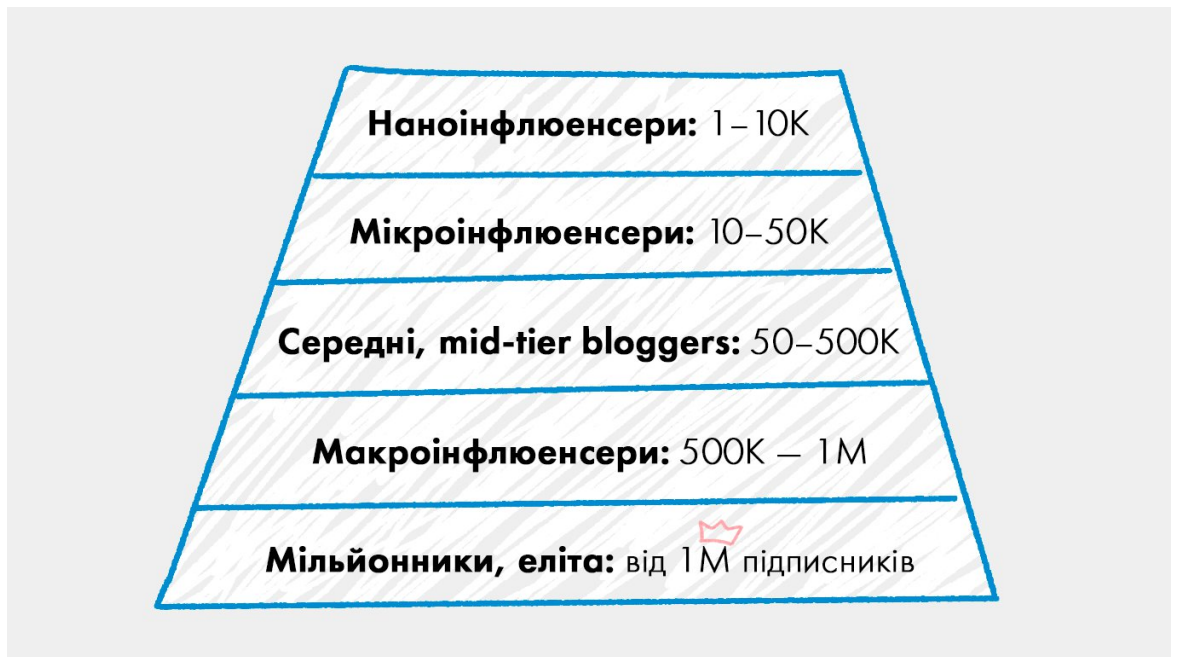 Наноінфлюенсери: 1–10K
Мікроінфлюенсери: 10–50K
Середні, mid-tier bloggers: 50–500K
Макроінфлюенсери: 500K — 1M
Мільйонники, еліта: від 1M підписників